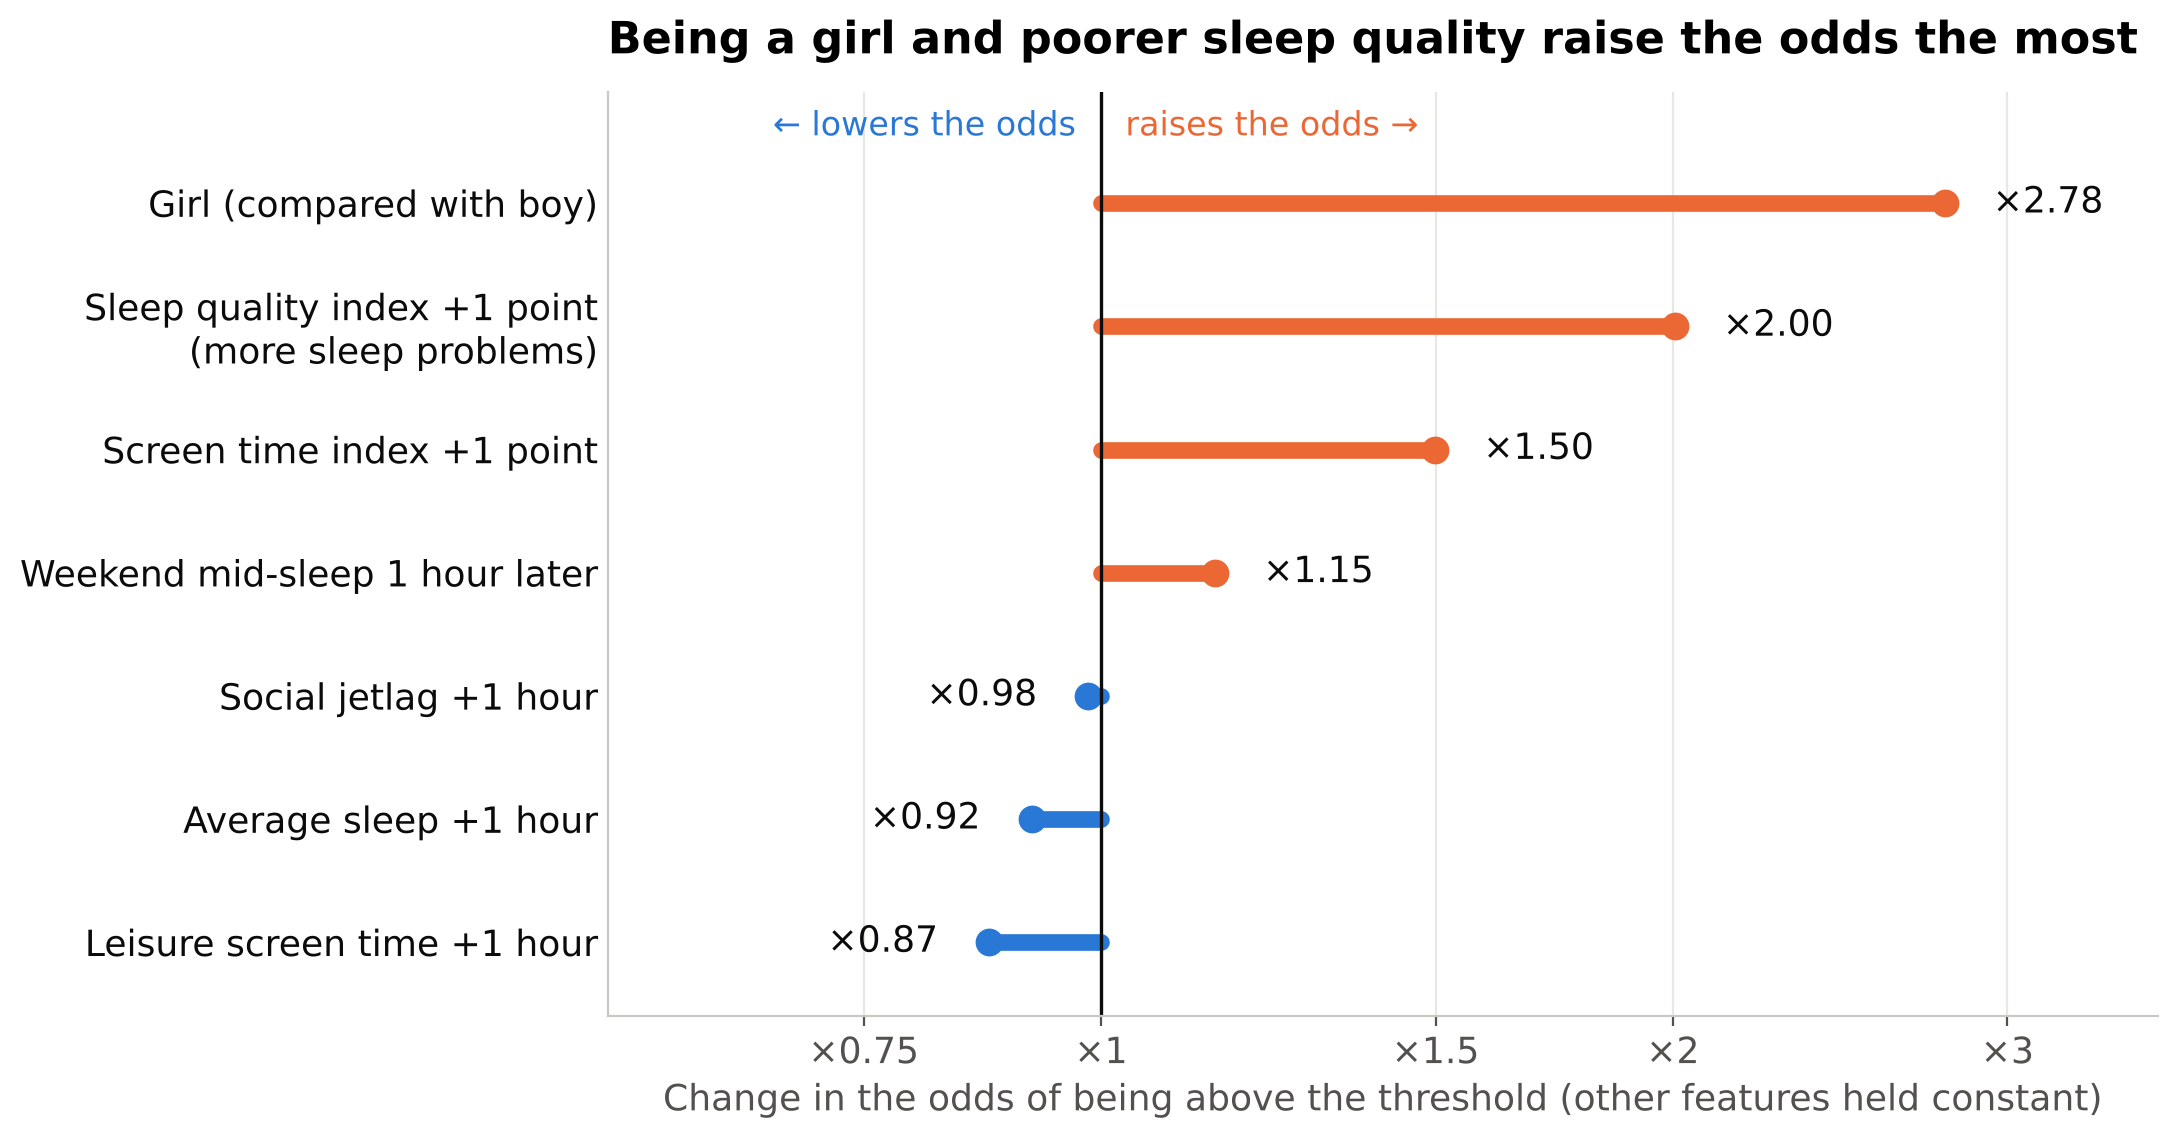 Being a girl and poorer sleep quality raise the odds the most
← lowers the odds
raises the odds →
Girl (compared with boy)
×2.78
Sleep quality index +1 point
(more sleep problems)
×2.00
Screen time index +1 point
×1.50
Weekend mid-sleep 1 hour later
×1.15
Social jetlag +1 hour
×0.98
Average sleep +1 hour
×0.92
Leisure screen time +1 hour
×0.87
×0.75
×1
×1.5
×2
×3
Change in the odds of being above the threshold (other features held constant)